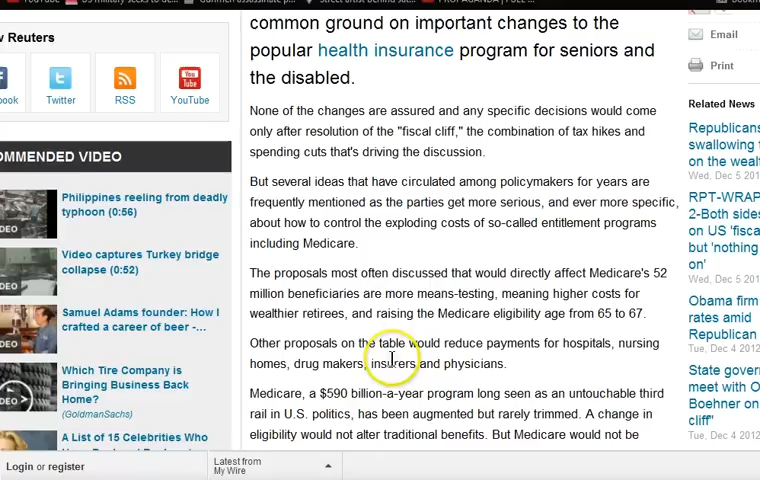 common ground on important changes to the
popular health insurance program for seniors and
the disabled.
None of the changes are assured and any specific decisions would come
only after resolution of the "fiscal cliff," the combination of tax hikes and
spending cuts that's driving the discussion.
But several ideas that have circulated among policymakers for years are
frequently mentioned as the parties get more serious, and ever more specific,
about how to control the exploding costs of so-called entitlement programs
including Medicare.
The proposals most often discussed that would directly affect Medicare's 52
million beneficiaries are more means-testing, meaning higher costs for
wealthier retirees, and raising the Medicare eligibility age from 65 to 67.
Other proposals on the table would reduce payments for hospitals, nursing
homes, drug makers, insurers and physicians.
Medicare, a $590 billion-a-year program long seen as an untouchable third
rail in U.S. politics, has been augmented but rarely trimmed. A change in
eligibility would not alter traditional benefits. But Medicare would not be
w Reuters
book
Twitter
RSS
YouTube
OMMENDED VIDEO
Philippines reeling from deadly
typhoon (0:56)
DEO
Video captures Turkey bridge
collapse (0:52)
DEO
Samuel Adams founder: How I
crafted a career of beer -...
DEO
Which Tire Company is
Bringing Business Back
Home?
(GoldmanSachs)
DEO
A List of 15 Celebrities Who
Email
Print
Related News
Republicans
swallowing
on the wealt
Wed, Dec 5 201
RPT-WRAP
2-Both sides
on US 'fisca
but 'nothing
on'
Wed, Dec 5 201
Obama firm
rates amid
Republican
Tue, Dec 4 2012
State gover
meet with O
Boehner on
cliff"
Tue, Dec 4 2012
Login or register
Latest from
My Wire